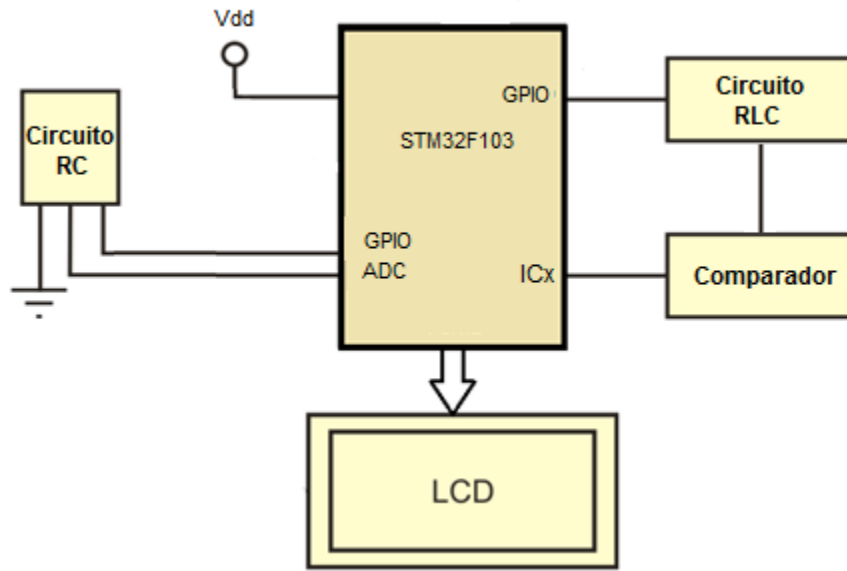 Vdd
Circuito
RC
GPIO
STM32F103
GPIO
ADC
ICx
Circuito
RLC
Comparador
LCD